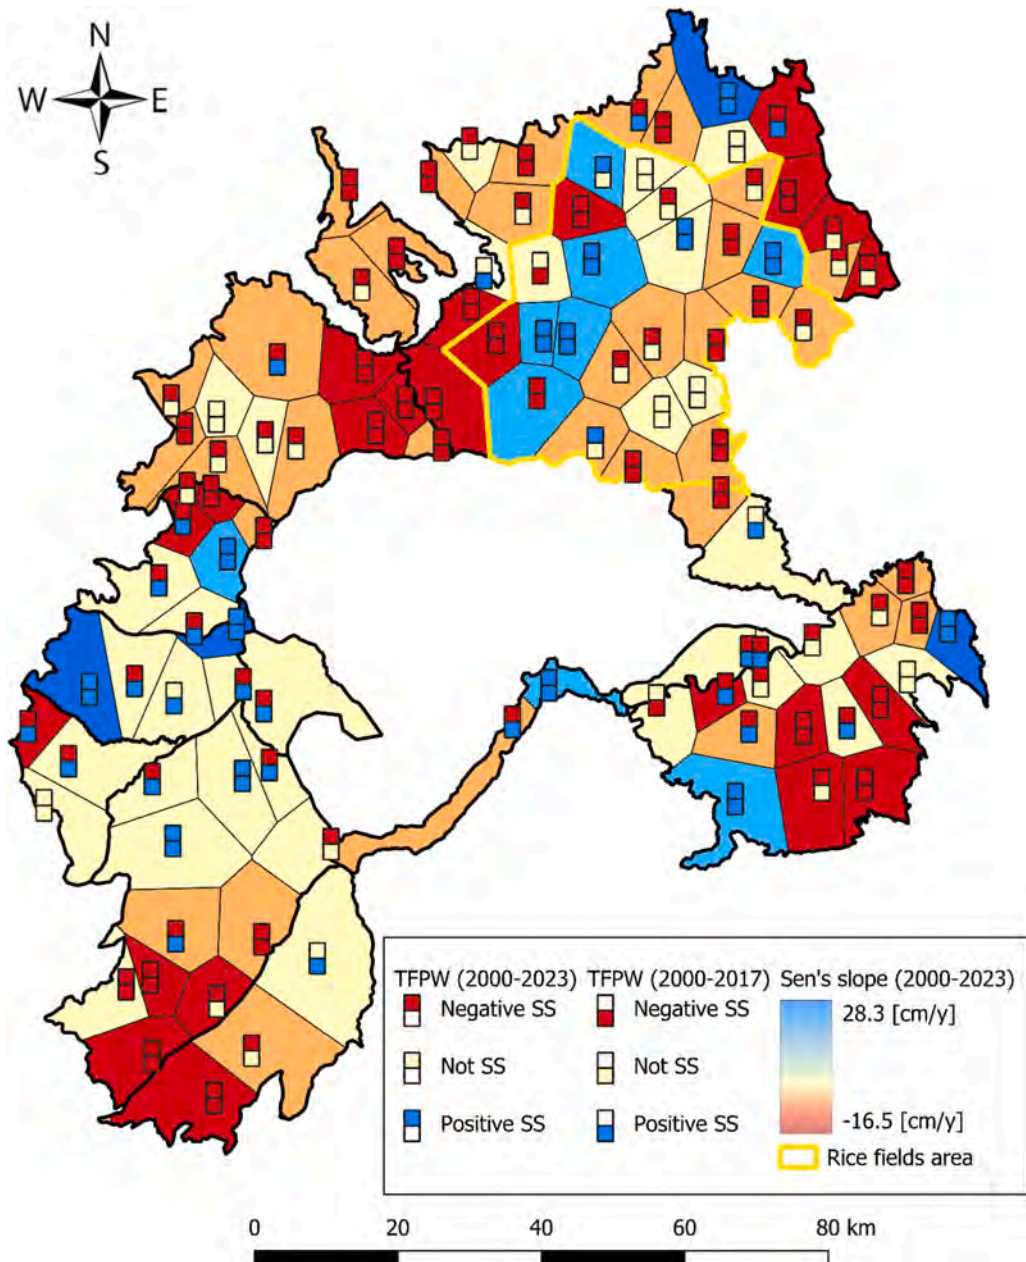 N
W E
S
TFPW (2000-2023) TFPW (2000-2017) Sen's slope (2000-2023)
Negative SS Negative SS 28.3 [cm/y]
Not SS Not SS
Positive SS Positive SS -16.5 [cm/y]
Rice fields area
0 20 40 60 80 km